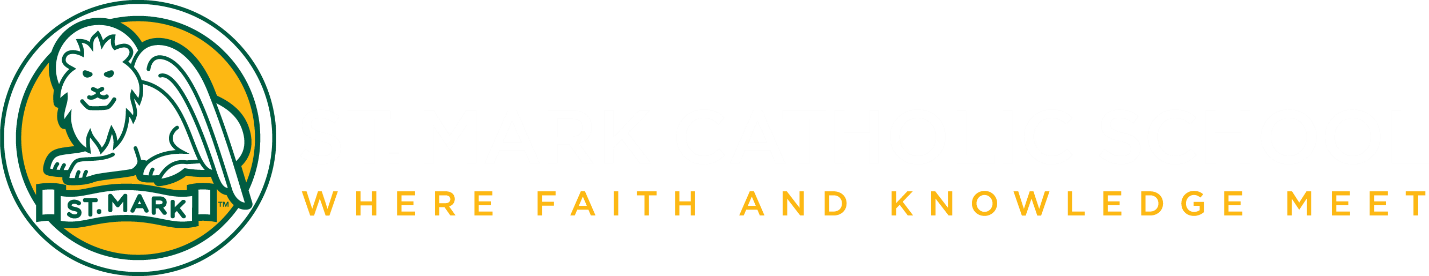 ST. MARK
TM
WHERE FAITH AND KNOWLEDGE MEET